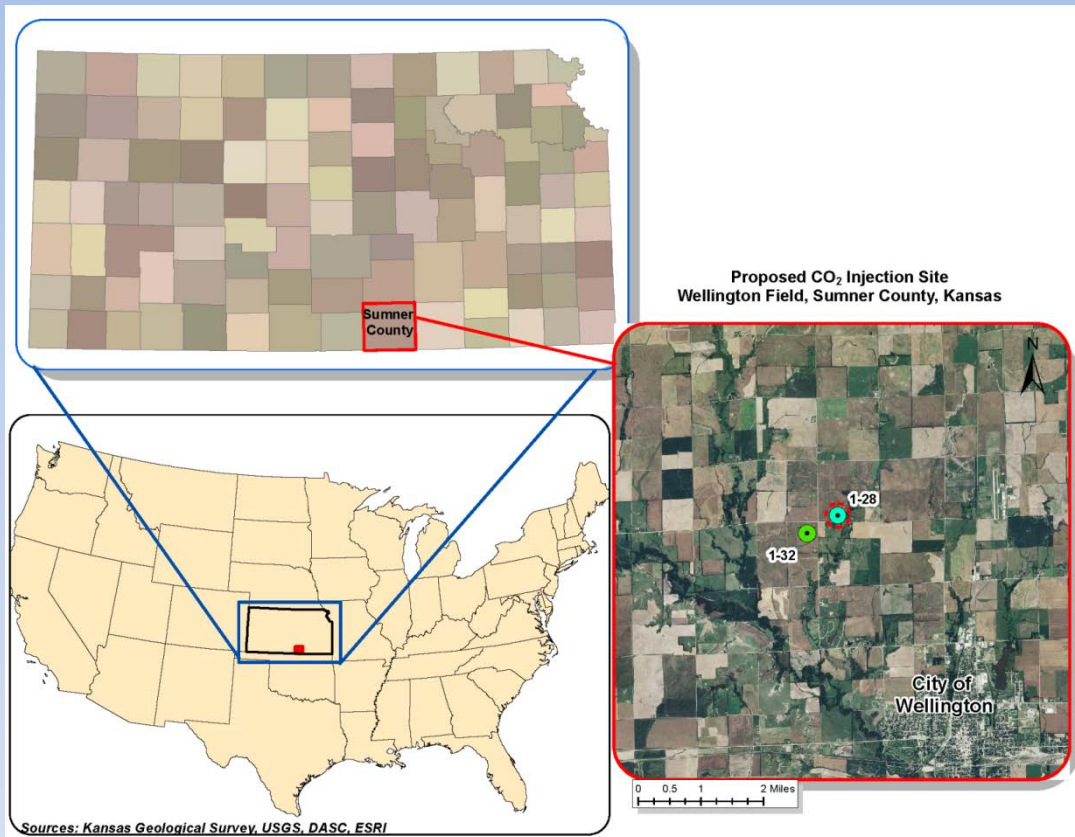 Sumner
County
Proposed CO₂ Injection Site
Wellington Field, Sumner County, Kansas
N
1-28
1-32
City of
Wellington
0 0.5 1 2 Miles
Sources: Kansas Geological Survey, USGS, DASC, ESRI